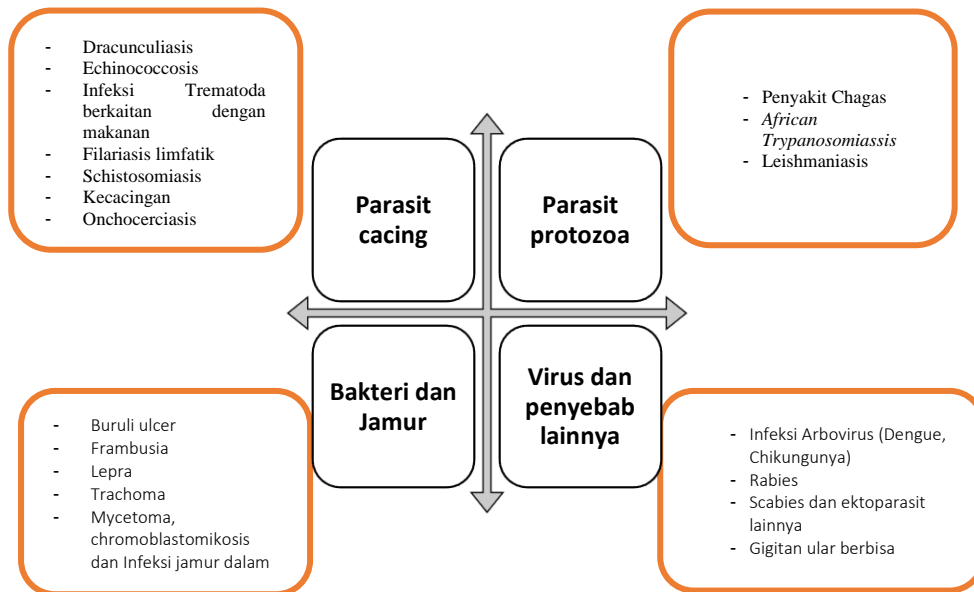 - Dracunculiasis
- Echinococcosis
- Infeksi Trematoda
berkaitan dengan
makanan
- Filariasis limfatik
- Schistosomiasis
- Kecacingan
- Onchocerciasis
- Penyakit Chagas
- African
Trypanosomiassis
- Leishmaniasis
Parasit
cacing
Parasit
protozoa
Bakteri dan
Jamur
Virus dan
penyebab
lainnya
- Buruli ulcer
- Frambusia
- Lepra
- Trachoma
- Mycetoma,
chromoblastomikosis
dan Infeksi jamur dalam
- Infeksi Arbovirus (Dengue,
Chikungunya)
- Rabies
- Scabies dan ektoparasit
lainnya
- Gigitan ular berbisa